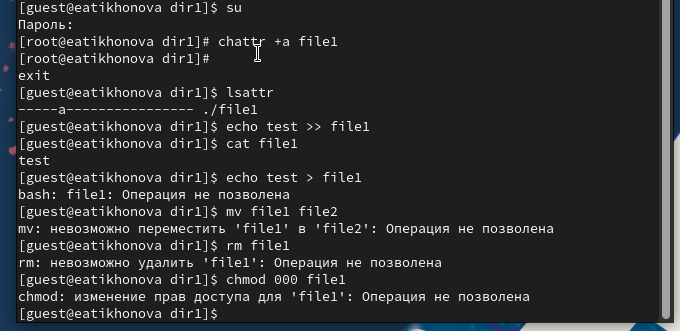 [guest@eatikhonova dir1]$ su
Пароль:
[root@eatikhonova dir1]# chattr +a file1
[root@eatikhonova dir1]#
exit
[guest@eatikhonova dir1]$ lsattr
-----a---------------- ./file1
[guest@eatikhonova dir1]$ echo test >> file1
[guest@eatikhonova dir1]$ cat file1
test
[guest@eatikhonova dir1]$ echo test > file1
bash: file1: Операция не позволена
[guest@eatikhonova dir1]$ mv file1 file2
mv: невозможно переместить 'file1' в 'file2': Операция не позволена
[guest@eatikhonova dir1]$ rm file1
rm: невозможно удалить 'file1': Операция не позволена
[guest@eatikhonova dir1]$ chmod 000 file1
chmod: изменение прав доступа для 'file1': Операция не позволена
[guest@eatikhonova dir1]$